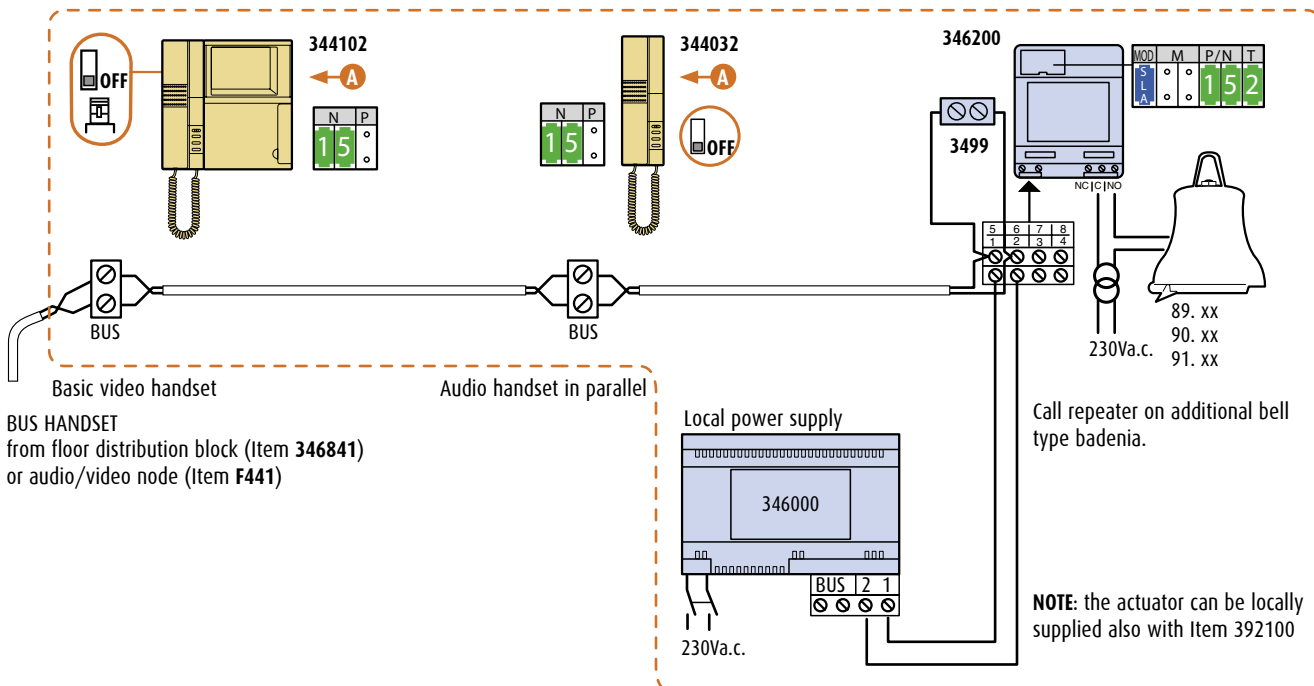 344102
OFF
A
N P
1 5
344032
A
N P
1 5
OFF
346200
MOD M P/N T
SLA 1 5 2
3499
NC C NO
5 6 7 8
1 2 3 4
BUS
BUS
89. xx
90. xx
91. xx
230Va.c.
Basic video handset
Audio handset in parallel
BUS HANDSET
from floor distribution block (Item 346841)
or audio/video node (Item F441)
Local power supply
346000
BUS 2 1
230Va.c.
Call repeater on additional bell
type badenia.
NOTE: the actuator can be locally
supplied also with Item 392100